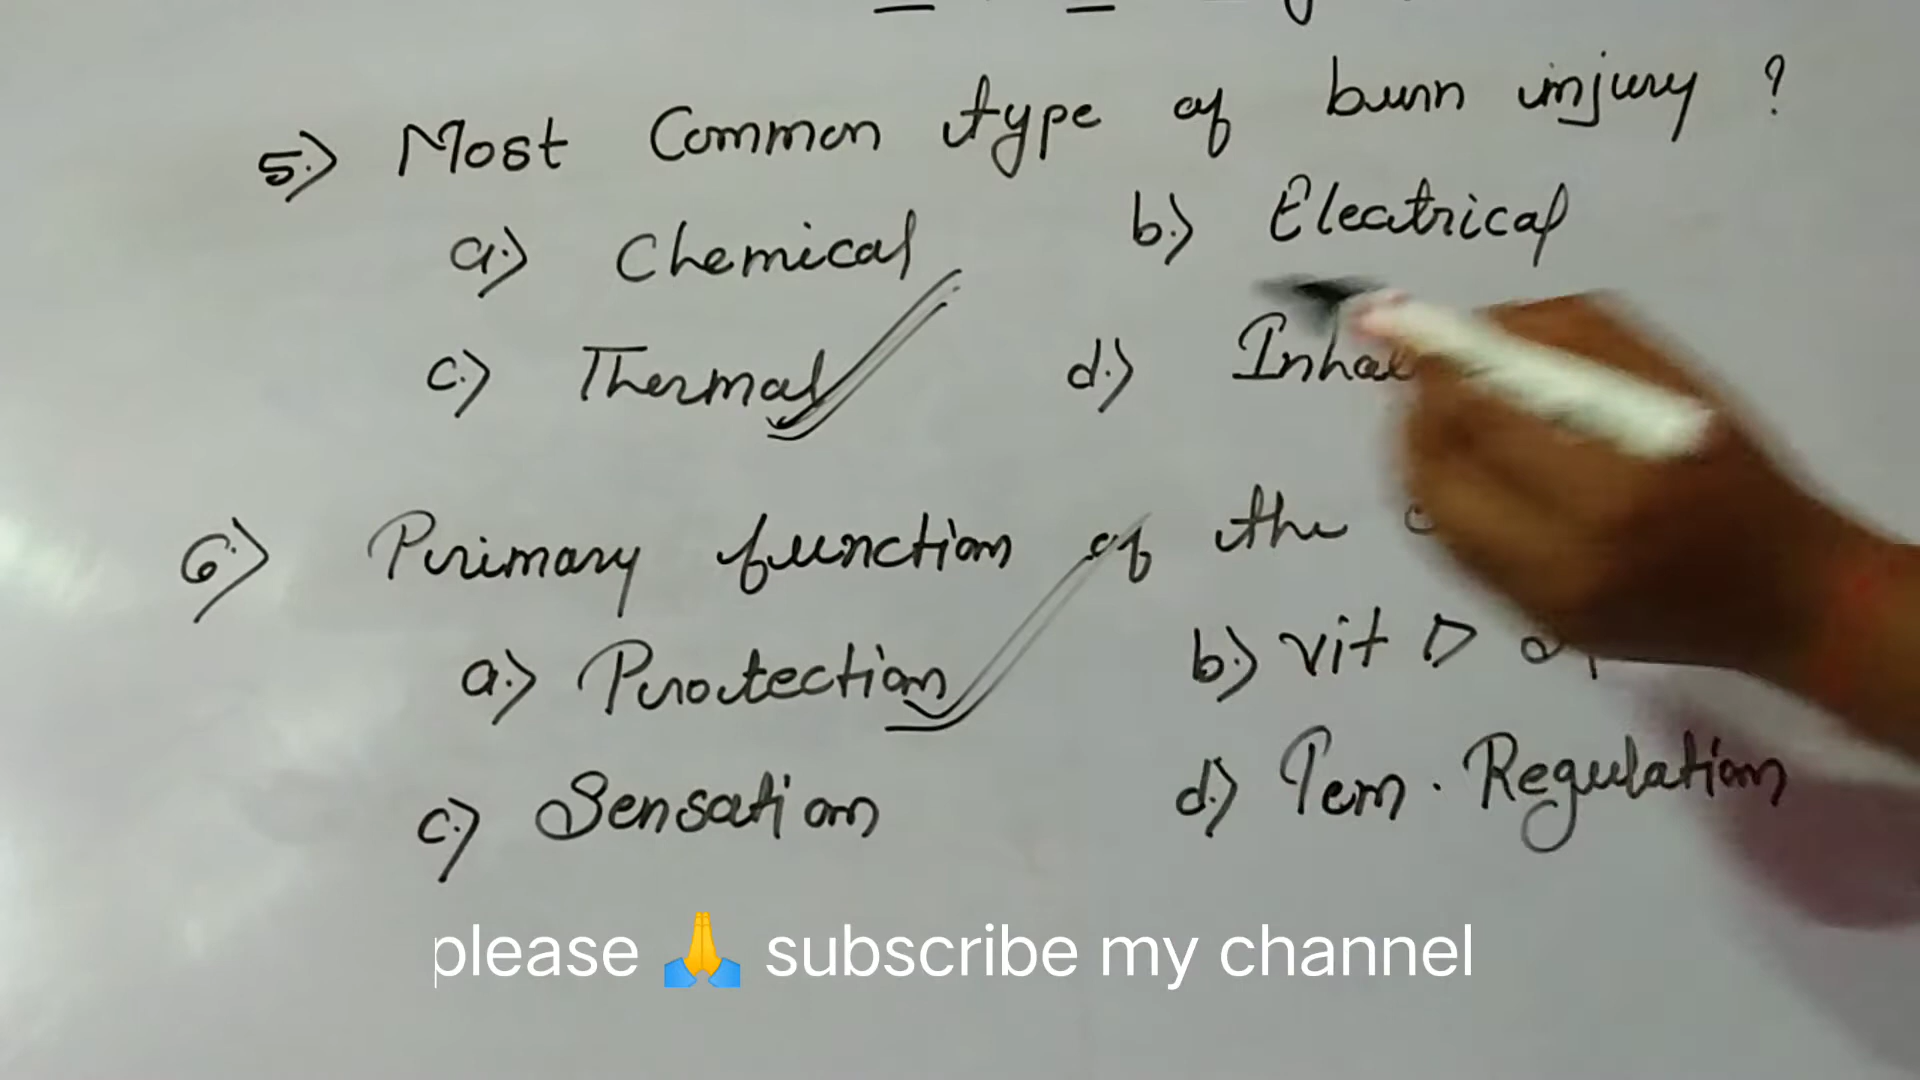 5.) Most Common type of burn injury ?
a.) Chemical b.) Electrical
c.) Thermal d.)
6.) Primary function of the
a.) Protection b.) vit D
c.) Sensation d.) Tem. Regulation
please 🙏 subscribe my channel